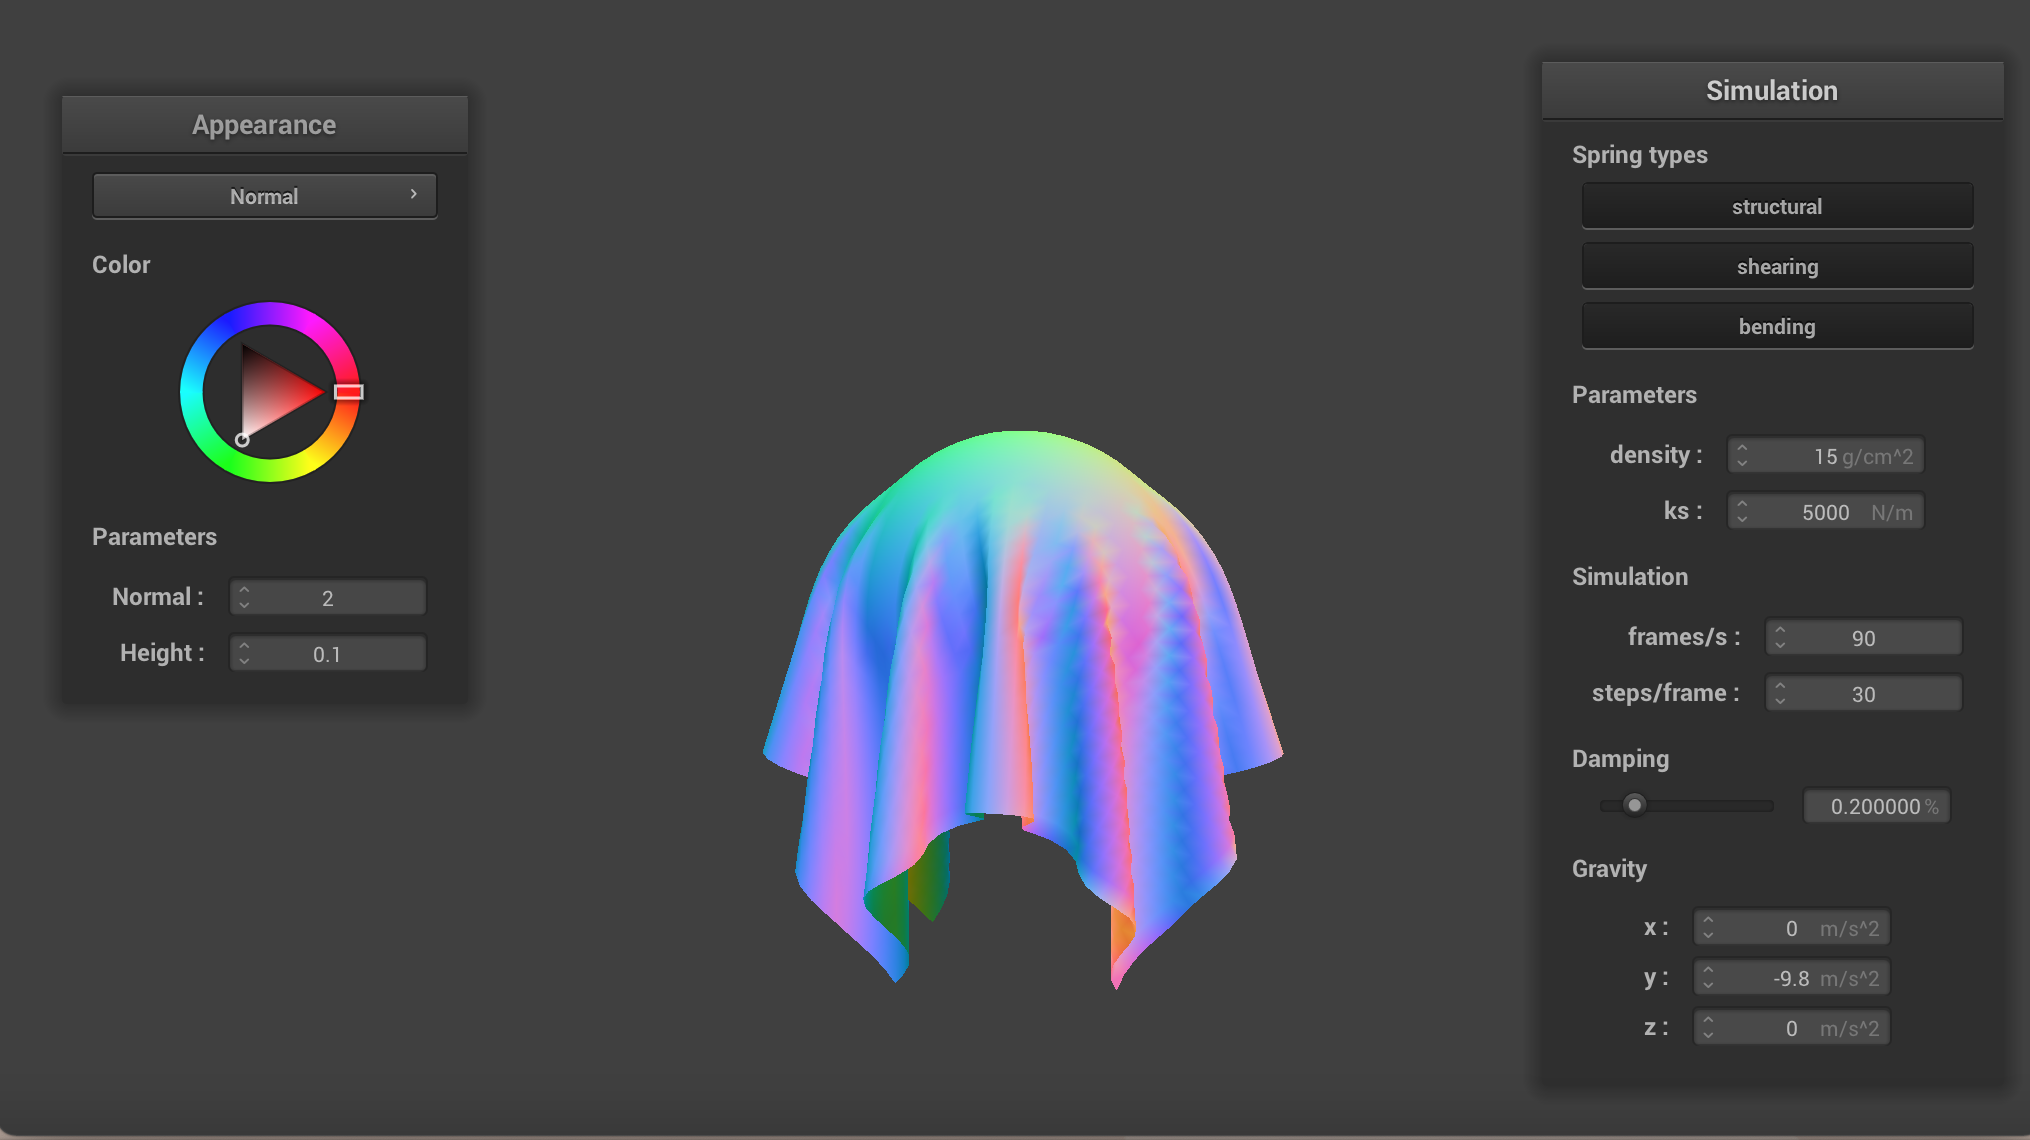 Appearance
Normal
Color
Parameters
Normal : 2
Height : 0.1
Simulation
Spring types
structural
shearing
bending
Parameters
density : 15 g/cm^2
ks : 5000 N/m
Simulation
frames/s : 90
steps/frame : 30
Damping
0.200000 %
Gravity
x : 0 m/s^2
y : -9.8 m/s^2
z : 0 m/s^2